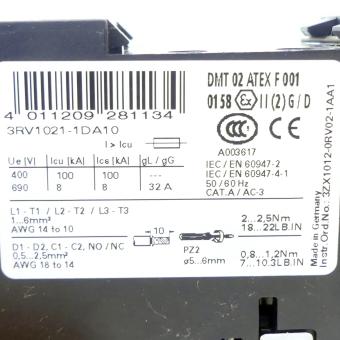 DMT 02 ATEX F 001
0158 Ex II (2) G / D
4 011209 281134
3RV1021-1DA10
I > Icu
CCC
A003617
Ue [V] Icu [kA] Ics [kA] gL / gG
400 100 100 -
690 8 8 32 A
IEC / EN 60947-2
IEC / EN 60947-4-1
50 / 60 Hz
CAT.A / AC-3
L1 - T1 / L2 - T2 / L3 - T3
1...6mm²
AWG 14 to 10
2...2,5Nm
18...22LB.IN
D1 - D2, C1 - C2, NO / NC
0,5...2,5mm²
AWG 18 to 14
10
PZ2
ø5...6mm
0,8...1,2Nm
7...10.3LB.IN
Made in Germany
Instr.Ord.No.: 3ZX1012-0RV02-1AA1